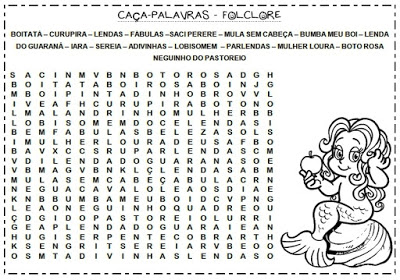 CAÇA-PALAVRAS - FOLCLORE
BOITATÁ – CURUPIRA – LENDAS – FABULAS –SACI PERERE – MULA SEM CABEÇA – BUMBA MEU BOI – LENDA
DO GUARANÁ – IARA – SEREIA – ADIVINHAS – LOBISOMEM – PARLENDAS – MULHER LOURA – BOTO ROSA
NEGUINHO DO PASTOREIO
S A C I N M V B N B O T O R O S A D G H
B O I T A T A B O I R O S A B O I N J G
M B O I P I N T A D I N H O B R O V V L
I V E A F H C U R U P I R A B O T O N O
L M A L A N D R I N H O M U L H E R B B
L O B I S O M E M D O C E L E N D A S I
B E M F A B U L A S B E L E Z A S O L S
I M U L H E R L O U R A D E U S A F B O
B A V X C C S R U P A R L E N D A S C M
V D I L E N D A D O G U A R A N A S O E
V B M A G V B N K L Ç L E N D A S A B M
M U L A S E M C A B E Ç A B U L A C R N
N E G U A C A V A L O L E A O S D I A E
K N B B U M B A M E U B O I D C V P N G
L E A O N E G U I N H O Q U A D R E O U
Ç D G I D O P A S T O R E I O L U R R I
G E A P L E N D A D O G U A R A I E A N
H U G I S E R P E N T E C O B R A R T H
K S E N G R I T S E R E I A R V B E O O
O S M T A D I V I N H A S L E N D A S O